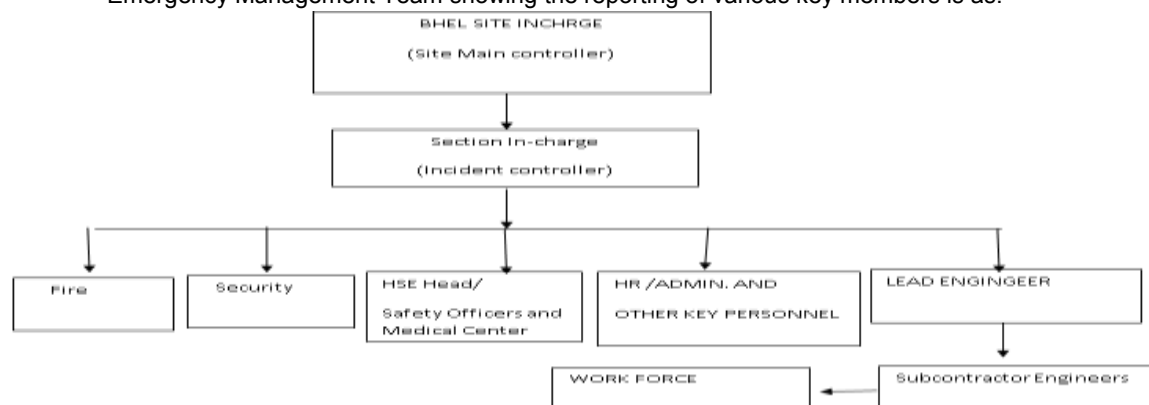 Emergency Management Team showing the reporting of various key members is as:
BHEL SITE INCHRGE
(Site Main controller)
Section In-charge
(Incident controller)
Fire
Security
HSE Head/
Safety Officers and
Medical Center
HR /ADMIN. AND
OTHER KEY PERSONNEL
LEAD ENGINGEER
Subcontractor Engineers
WORK FORCE